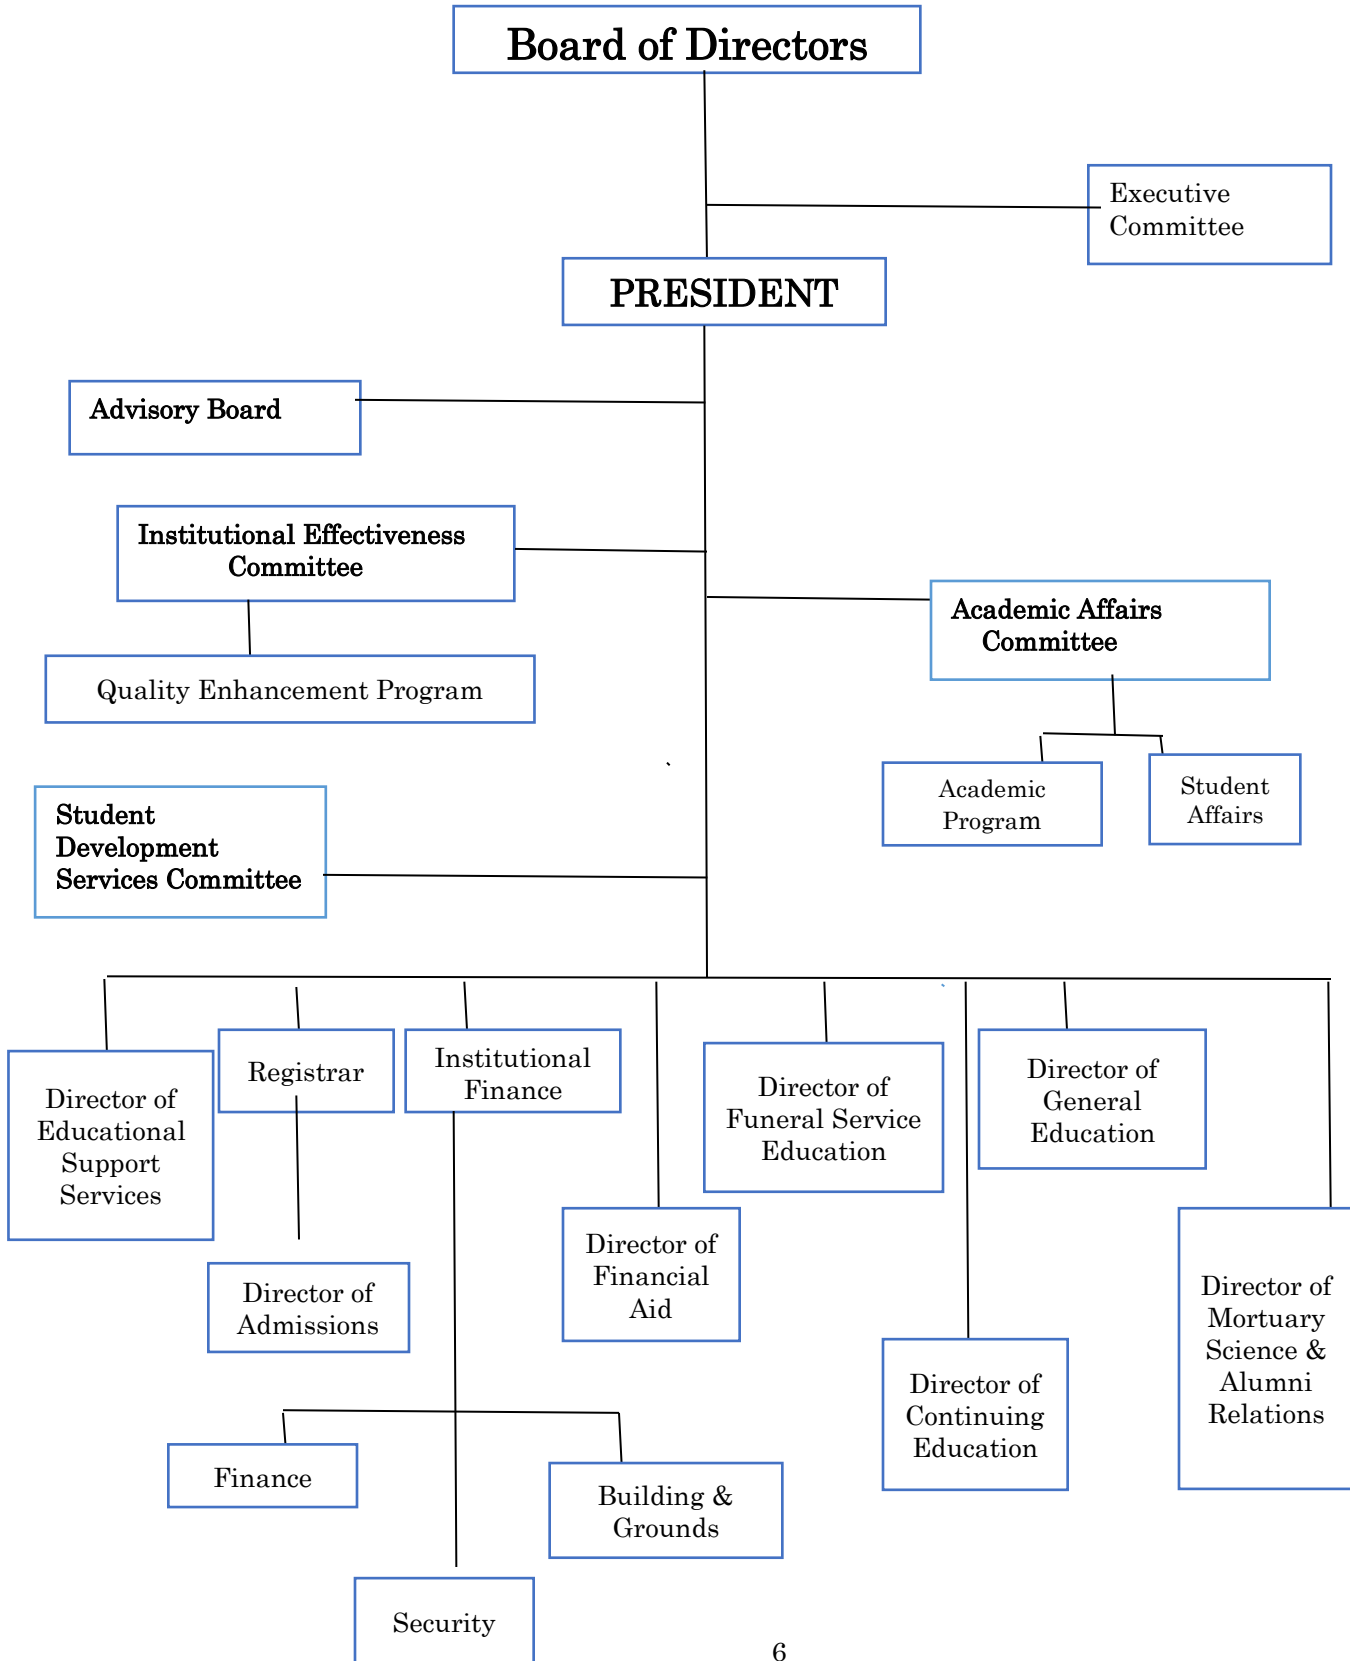 Board of Directors
Executive
Committee
PRESIDENT
Advisory Board
Institutional Effectiveness
Committee
Academic Affairs
Committee
Quality Enhancement Program
Academic
Program
Student
Affairs
Student
Development
Services Committee
Director of
Educational
Support
Services
Registrar
Institutional
Finance
Director of
Funeral Service
Education
Director of
General
Education
Director of
Admissions
Director of
Financial
Aid
Director of
Continuing
Education
Director of
Mortuary
Science &
Alumni
Relations
Finance
Building &
Grounds
Security
6